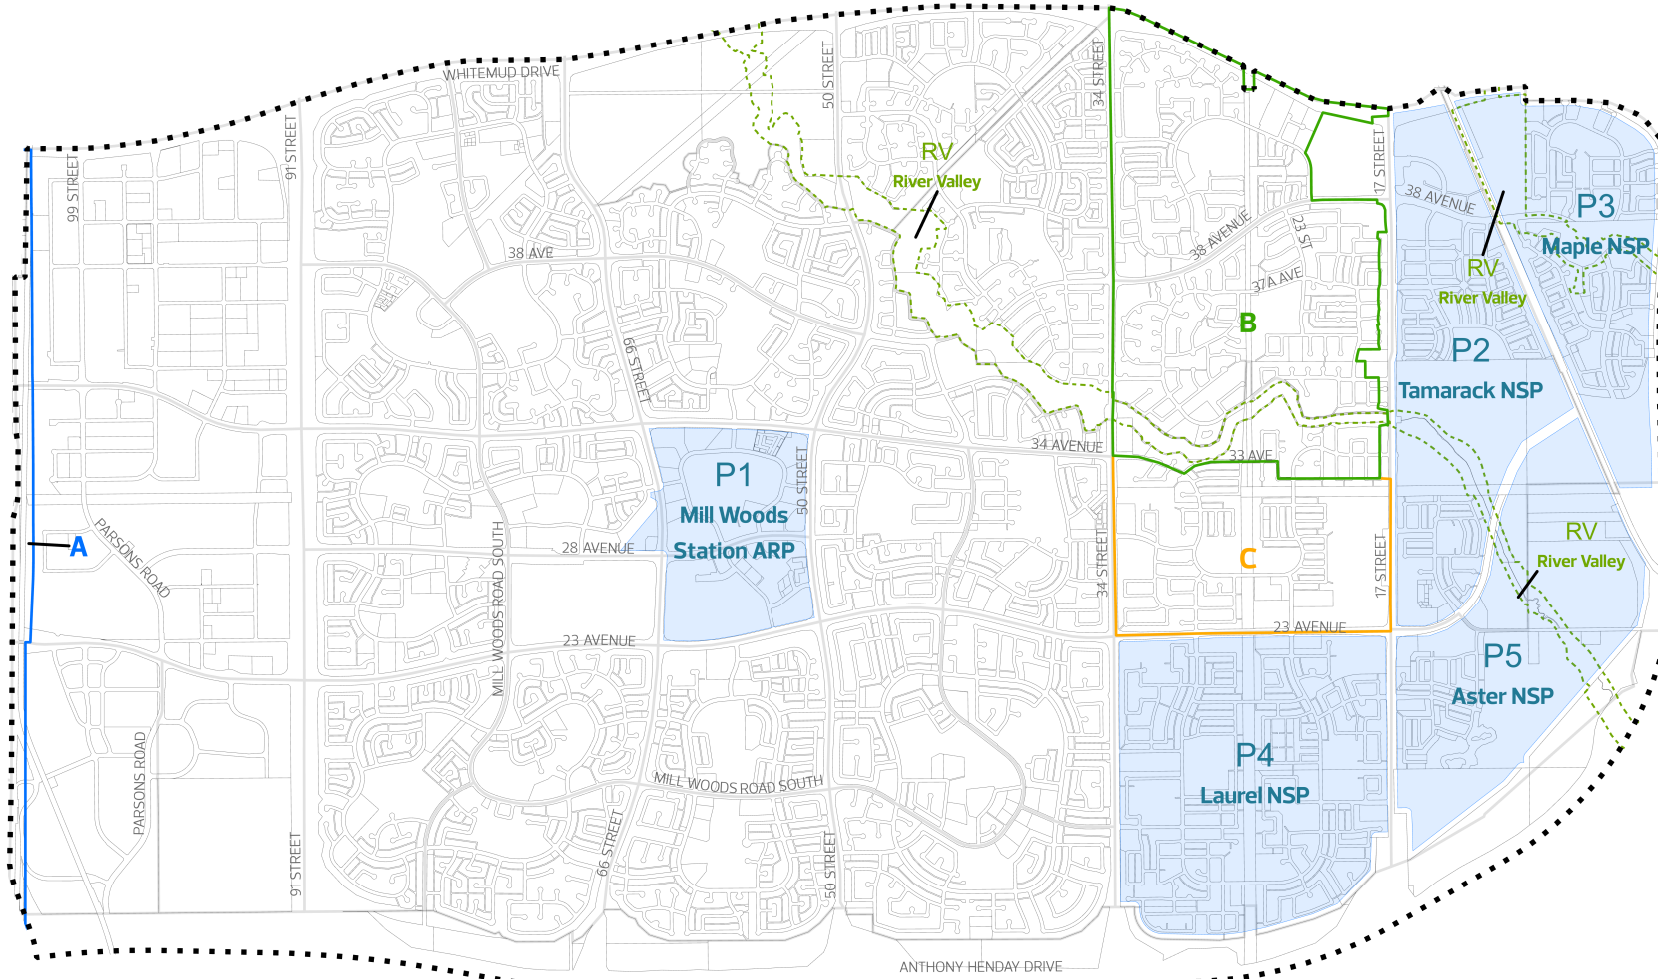 WHITEMUD DRIVE
50 STREET
34 STREET
91 STREET
99 STREET
17 STREET
RV
River Valley
38 AVENUE
P3
Maple NSP
38 AVENUE
23 ST
38 AVE
37A AVE
RV
River Valley
B
66 STREET
P2
Tamarack NSP
34 AVENUE
33 AVE
P1
Mill Woods
Station ARP
50 STREET
PARSONS ROAD
A
28 AVENUE
MILL WOODS ROAD SOUTH
34 STREET
C
17 STREET
RV
River Valley
23 AVENUE
23 AVENUE
P5
Aster NSP
P4
Laurel NSP
PARSONS ROAD
MILL WOODS ROAD SOUTH
91 STREET
66 STREET
50 STREET
ANTHONY HENDAY DRIVE